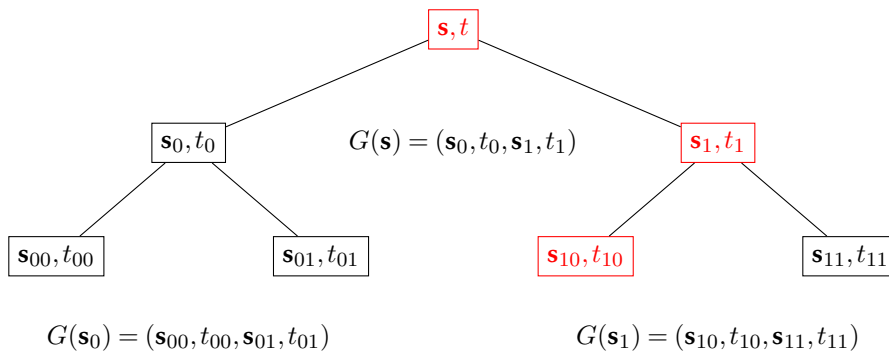 s, t
s₀, t₀ G(s) = (s₀, t₀, s₁, t₁) s₁, t₁
s₀₀, t₀₀ s₀₁, t₀₁ s₁₀, t₁₀ s₁₁, t₁₁
G(s₀) = (s₀₀, t₀₀, s₀₁, t₀₁) G(s₁) = (s₁₀, t₁₀, s₁₁, t₁₁)